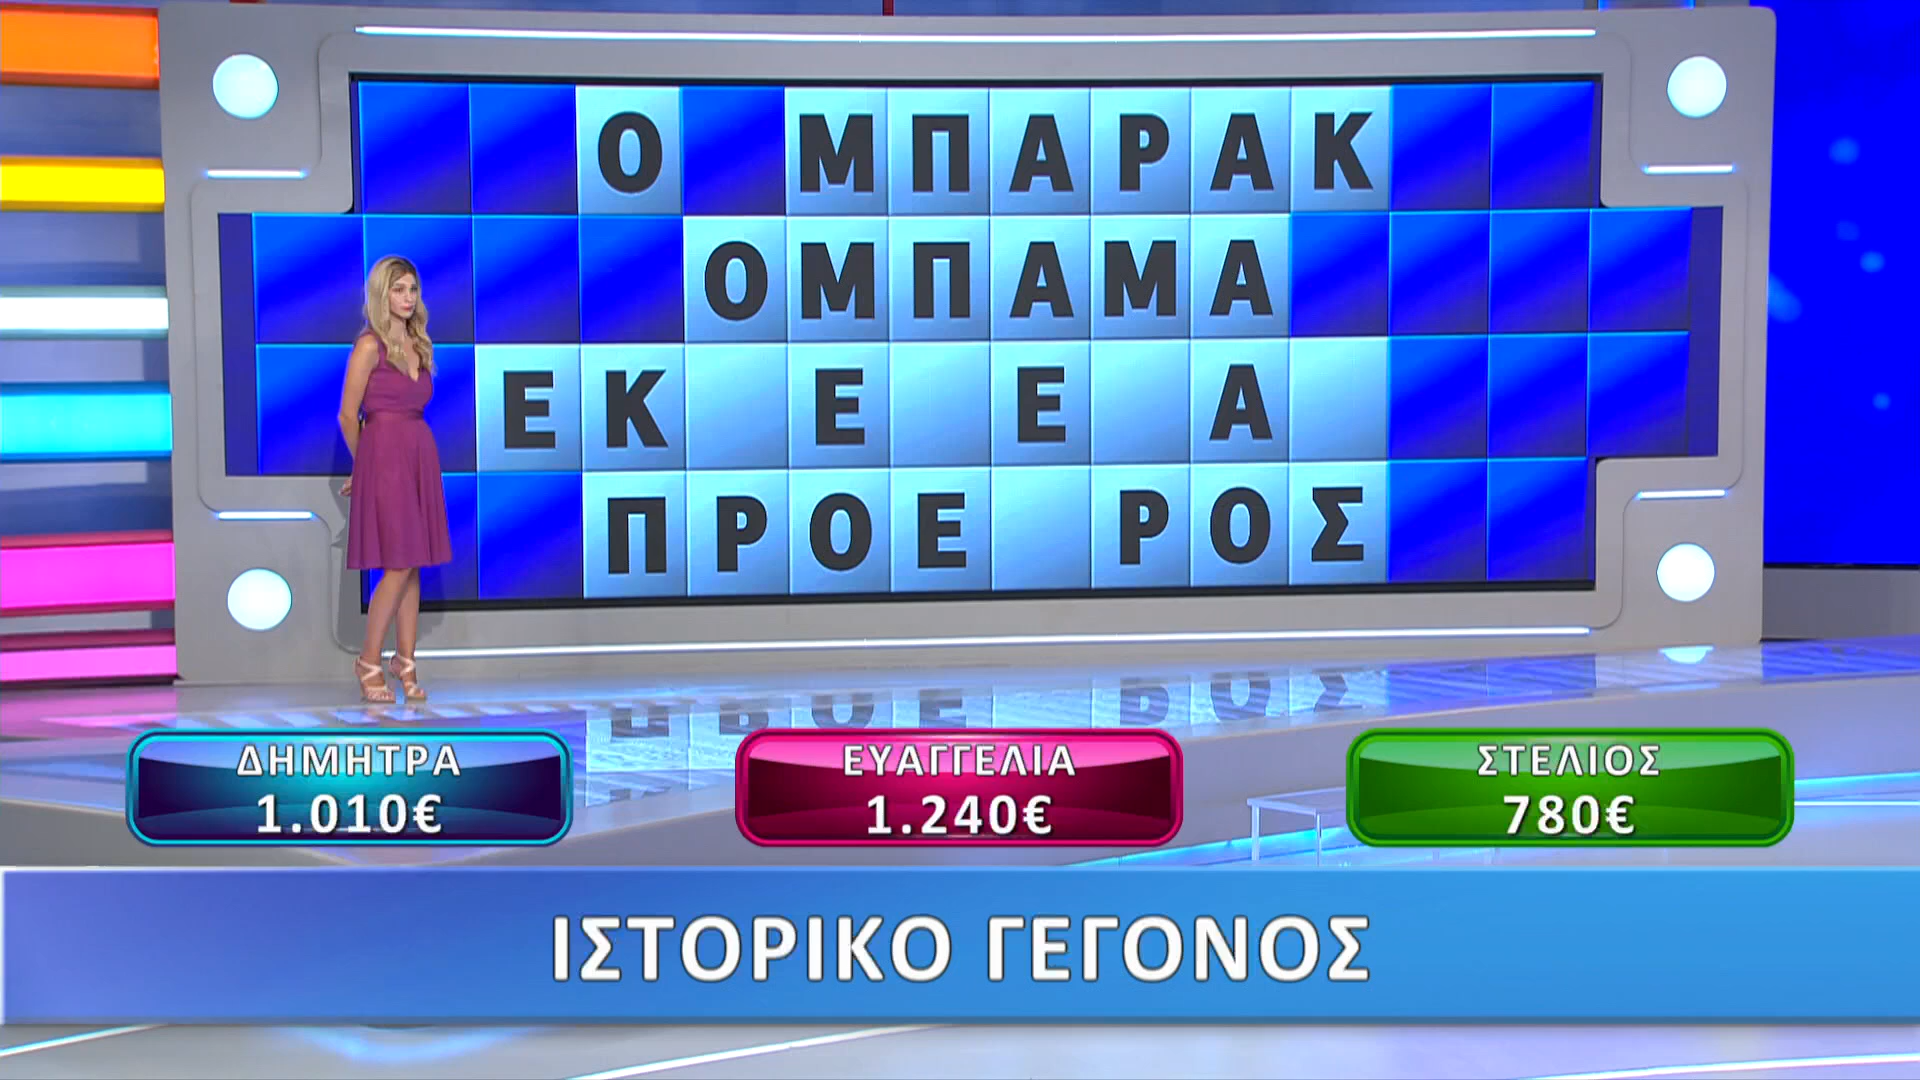 Ο ΜΠΑΡΑΚ
ΟΜΠΑΜΑ
ΕΚ Ε Ε Α
ΠΡΟΕ ΡΟΣ
ΔΗΜΗΤΡΑ
1.010€
ΕΥΑΓΓΕΛΙΑ
1.240€
ΣΤΕΛΙΟΣ
780€
ΙΣΤΟΡΙΚΟ ΓΕΓΟΝΟΣ